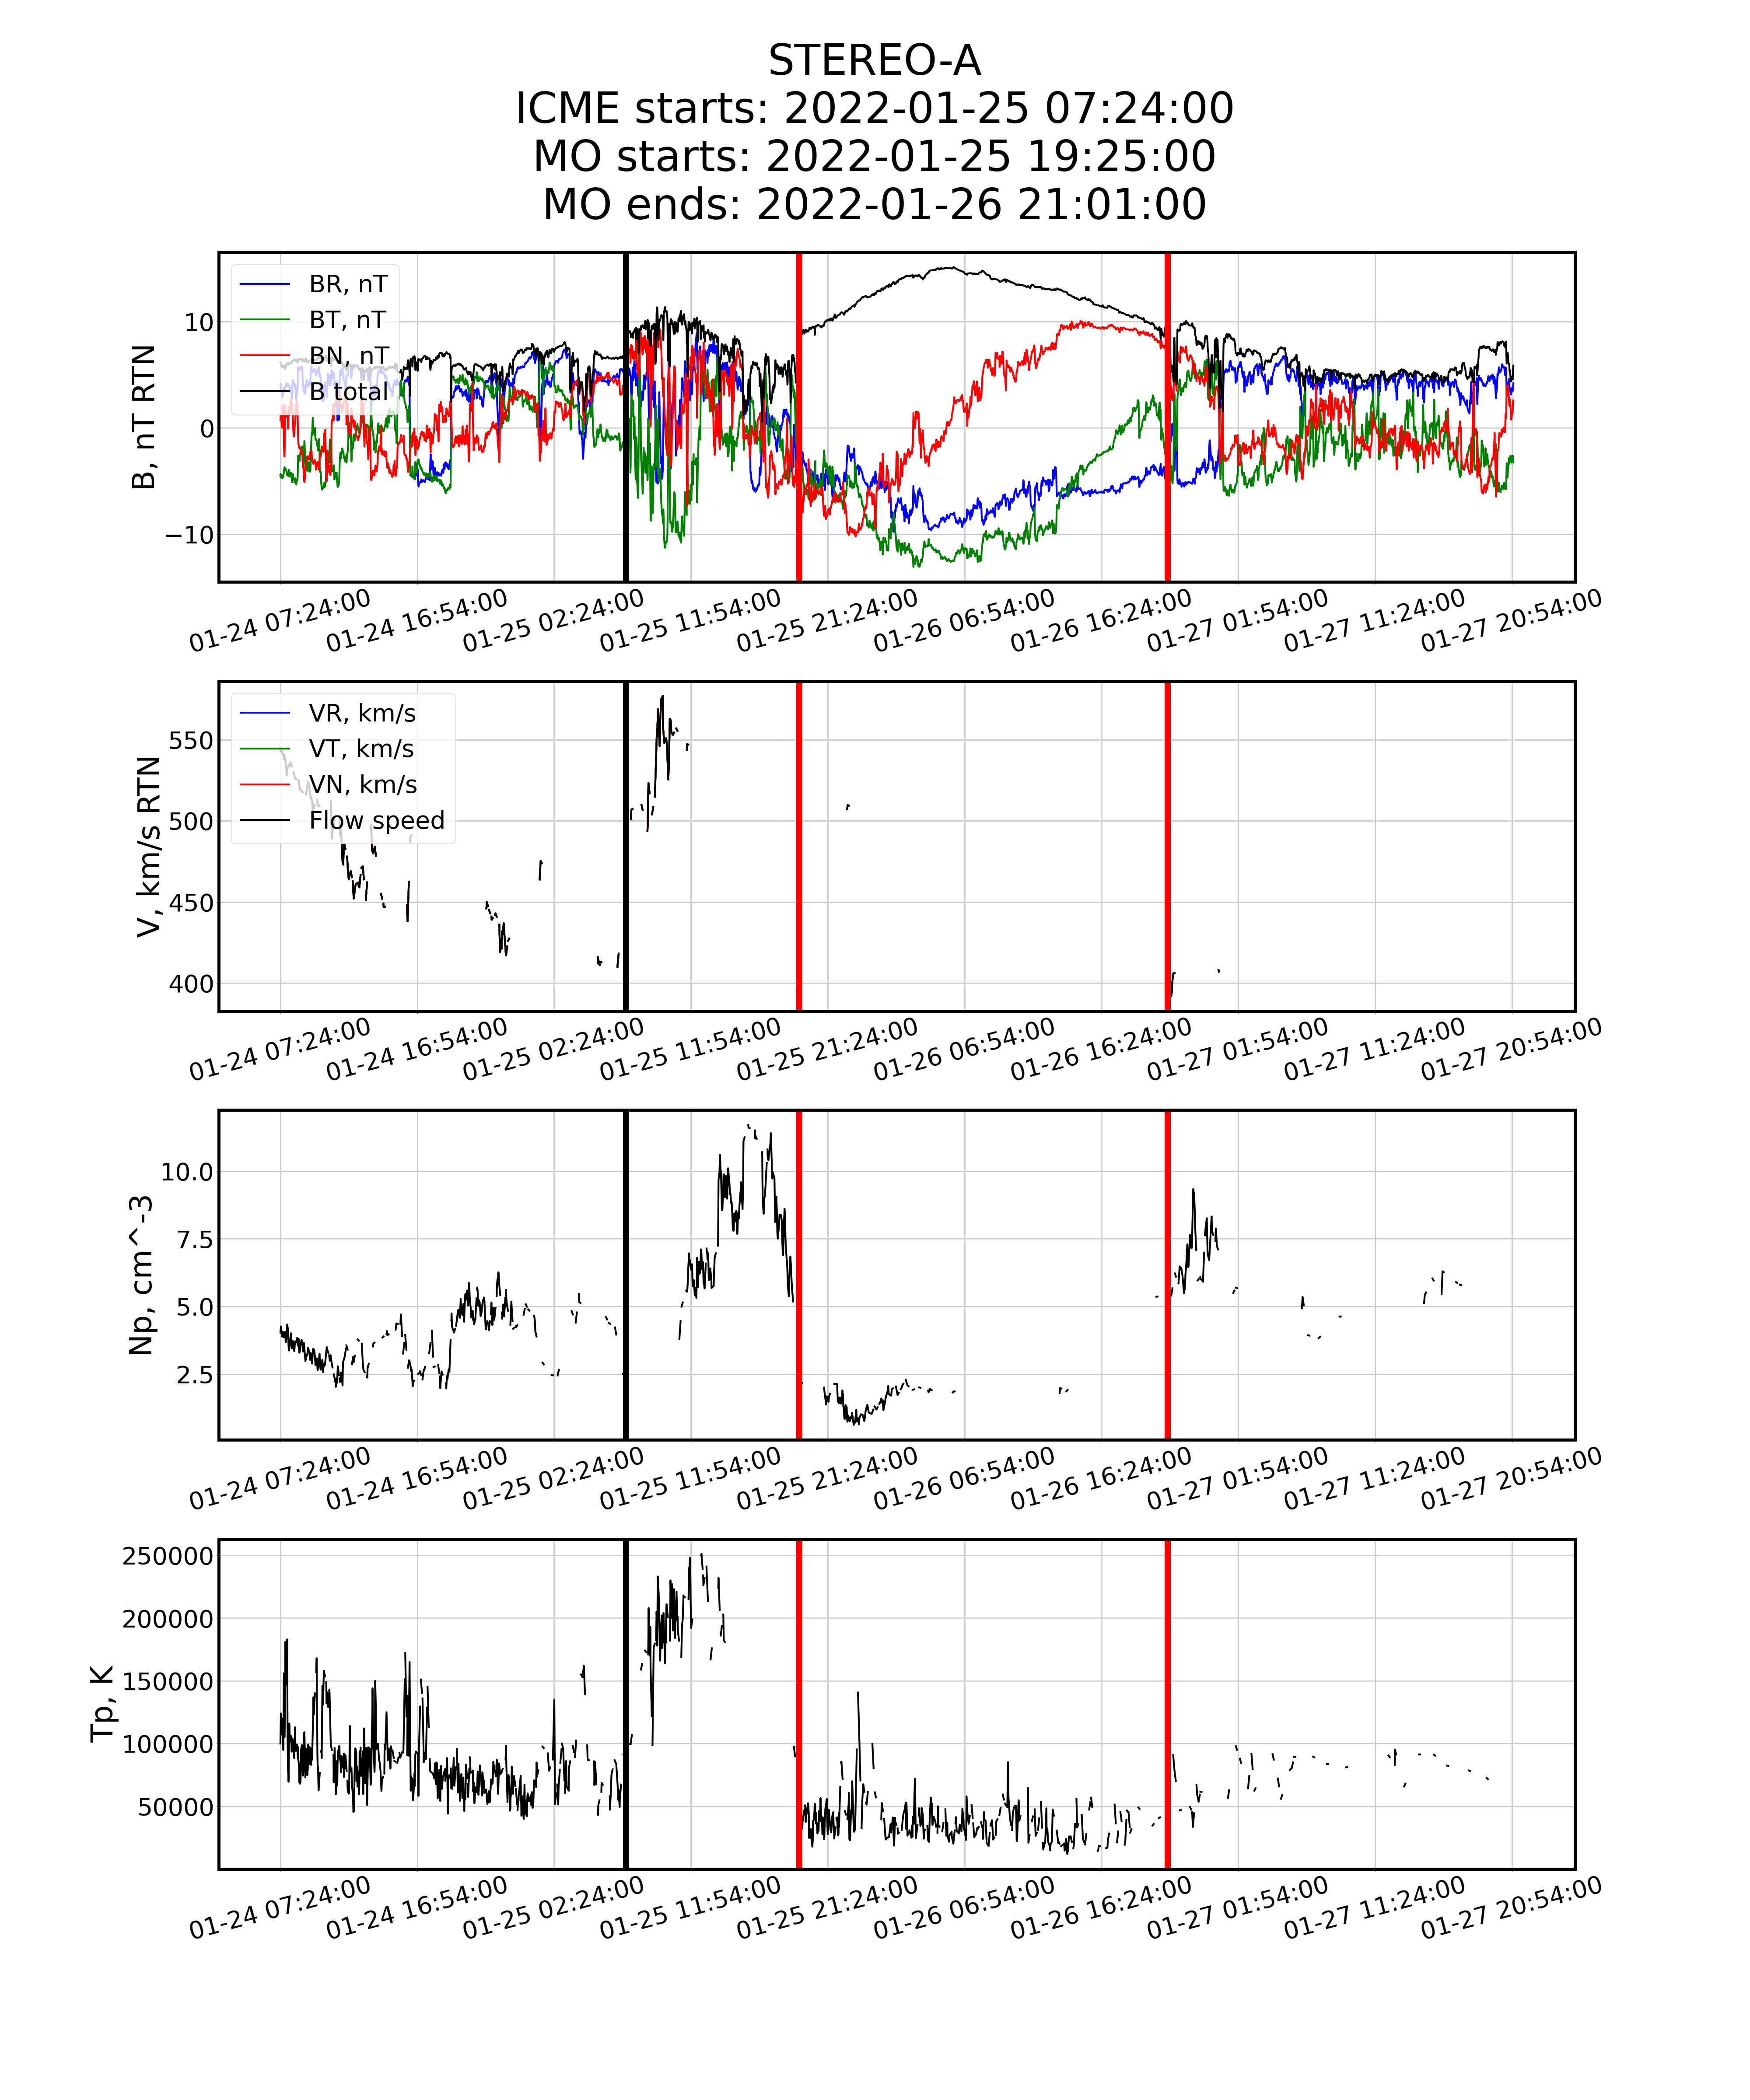 STEREO-A
ICME starts: 2022-01-25 07:24:00
MO starts: 2022-01-25 19:25:00
MO ends: 2022-01-26 21:01:00
B, nT RTN
10
0
−10
BR, nT
BT, nT
BN, nT
B total
01-24 07:24:00 01-24 16:54:00 01-25 02:24:00 01-25 11:54:00 01-25 21:24:00 01-26 06:54:00 01-26 16:24:00 01-27 01:54:00 01-27 11:24:00 01-27 20:54:00
V, km/s RTN
550
500
450
400
VR, km/s
VT, km/s
VN, km/s
Flow speed
01-24 07:24:00 01-24 16:54:00 01-25 02:24:00 01-25 11:54:00 01-25 21:24:00 01-26 06:54:00 01-26 16:24:00 01-27 01:54:00 01-27 11:24:00 01-27 20:54:00
Np, cm^-3
10.0
7.5
5.0
2.5
01-24 07:24:00 01-24 16:54:00 01-25 02:24:00 01-25 11:54:00 01-25 21:24:00 01-26 06:54:00 01-26 16:24:00 01-27 01:54:00 01-27 11:24:00 01-27 20:54:00
Tp, K
250000
200000
150000
100000
50000
01-24 07:24:00 01-24 16:54:00 01-25 02:24:00 01-25 11:54:00 01-25 21:24:00 01-26 06:54:00 01-26 16:24:00 01-27 01:54:00 01-27 11:24:00 01-27 20:54:00